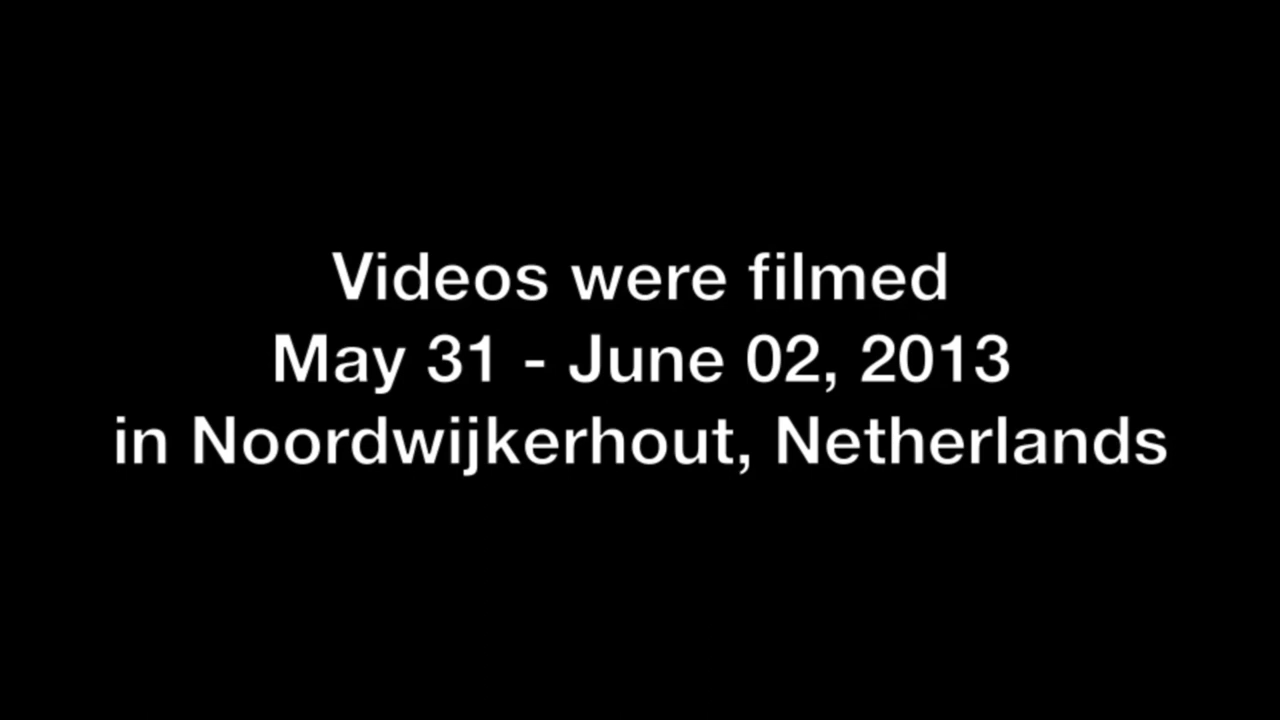 Videos were filmed
May 31 - June 02, 2013
in Noordwijkerhout, Netherlands